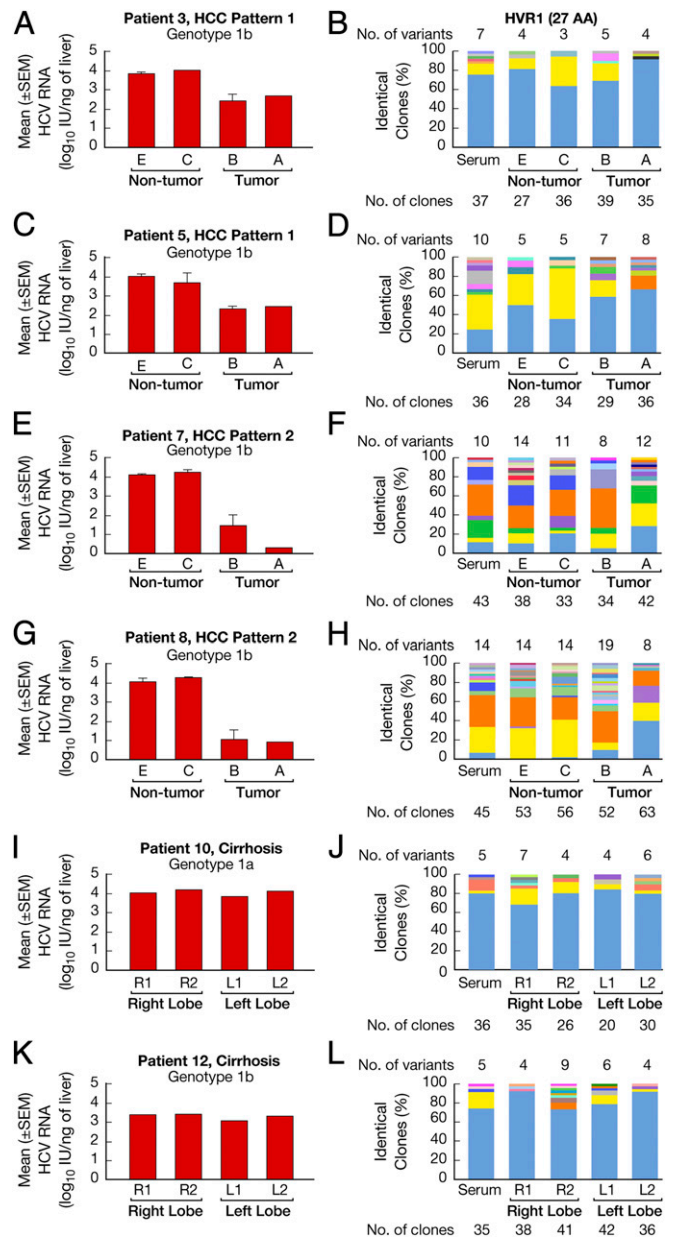 A
Patient 3, HCC Pattern 1
Genotype 1b
Mean (±SEM)
HCV RNA
(log10 IU/ng of liver)
5
4
3
2
1
0
E C B A
Non-tumor Tumor
B
HVR1 (27 AA)
No. of variants 7 4 3 5 4
Identical
Clones (%)
100
80
60
40
20
0
Serum E C B A
Non-tumor Tumor
No. of clones 37 27 36 39 35
C
Patient 5, HCC Pattern 1
Genotype 1b
Mean (±SEM)
HCV RNA
(log10 IU/ng of liver)
5
4
3
2
1
0
E C B A
Non-tumor Tumor
D
No. of variants 10 5 5 7 8
Identical
Clones (%)
100
80
60
40
20
0
Serum E C B A
Non-tumor Tumor
No. of clones 36 28 34 29 36
E
Patient 7, HCC Pattern 2
Genotype 1b
Mean (±SEM)
HCV RNA
(log10 IU/ng of liver)
5
4
3
2
1
0
E C B A
Non-tumor Tumor
F
No. of variants 10 14 11 8 12
Identical
Clones (%)
100
80
60
40
20
0
Serum E C B A
Non-tumor Tumor
No. of clones 43 38 33 34 42
G
Patient 8, HCC Pattern 2
Genotype 1b
Mean (±SEM)
HCV RNA
(log10 IU/ng of liver)
5
4
3
2
1
0
E C B A
Non-tumor Tumor
H
No. of variants 14 14 14 19 8
Identical
Clones (%)
100
80
60
40
20
0
Serum E C B A
Non-tumor Tumor
No. of clones 45 53 56 52 63
I
Patient 10, Cirrhosis
Genotype 1a
Mean (±SEM)
HCV RNA
(log10 IU/ng of liver)
5
4
3
2
1
0
R1 R2 L1 L2
Right Lobe Left Lobe
J
No. of variants 5 7 4 4 6
Identical
Clones (%)
100
80
60
40
20
0
Serum R1 R2 L1 L2
Right Lobe Left Lobe
No. of clones 36 35 26 20 30
K
Patient 12, Cirrhosis
Genotype 1b
Mean (±SEM)
HCV RNA
(log10 IU/ng of liver)
5
4
3
2
1
0
R1 R2 L1 L2
Right Lobe Left Lobe
L
No. of variants 5 4 9 6 4
Identical
Clones (%)
100
80
60
40
20
0
Serum R1 R2 L1 L2
Right Lobe Left Lobe
No. of clones 35 38 41 42 36